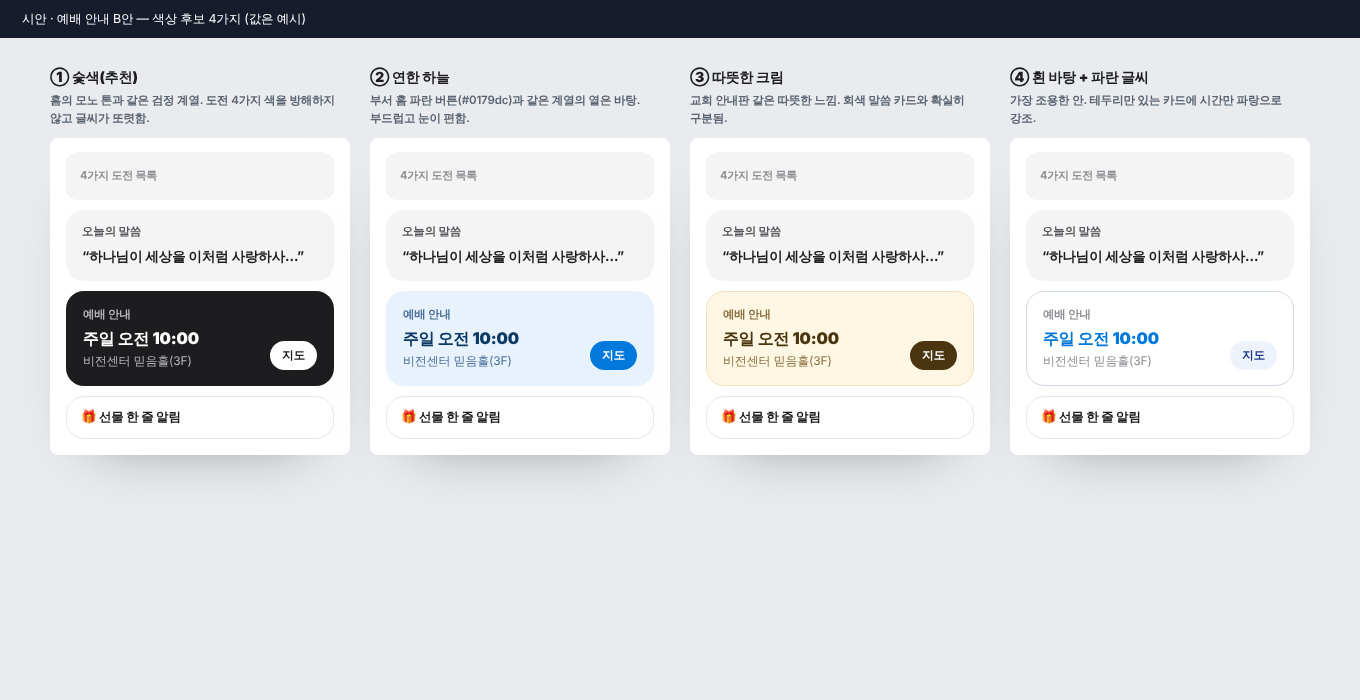 시안 · 예배 안내 B안 — 색상 후보 4가지 (값은 예시)
① 숯색(추천)
홈의 모노 톤과 같은 검정 계열. 도전 4가지 색을 방해하지
않고 글씨가 또렷함.
4가지 도전 목록
오늘의 말씀
“하나님이 세상을 이처럼 사랑하사…”
예배 안내
주일 오전 10:00
비전센터 믿음홀(3F)
지도
🎁 선물 한 줄 알림
② 연한 하늘
부서 홈 파란 버튼(#0179dc)과 같은 계열의 옅은 바탕.
부드럽고 눈이 편함.
4가지 도전 목록
오늘의 말씀
“하나님이 세상을 이처럼 사랑하사…”
예배 안내
주일 오전 10:00
비전센터 믿음홀(3F)
지도
🎁 선물 한 줄 알림
③ 따뜻한 크림
교회 안내판 같은 따뜻한 느낌. 회색 말씀 카드와 확실히
구분됨.
4가지 도전 목록
오늘의 말씀
“하나님이 세상을 이처럼 사랑하사…”
예배 안내
주일 오전 10:00
비전센터 믿음홀(3F)
지도
🎁 선물 한 줄 알림
④ 흰 바탕 + 파란 글씨
가장 조용한 안. 테두리만 있는 카드에 시간만 파랑으로
강조.
4가지 도전 목록
오늘의 말씀
“하나님이 세상을 이처럼 사랑하사…”
예배 안내
주일 오전 10:00
비전센터 믿음홀(3F)
지도
🎁 선물 한 줄 알림